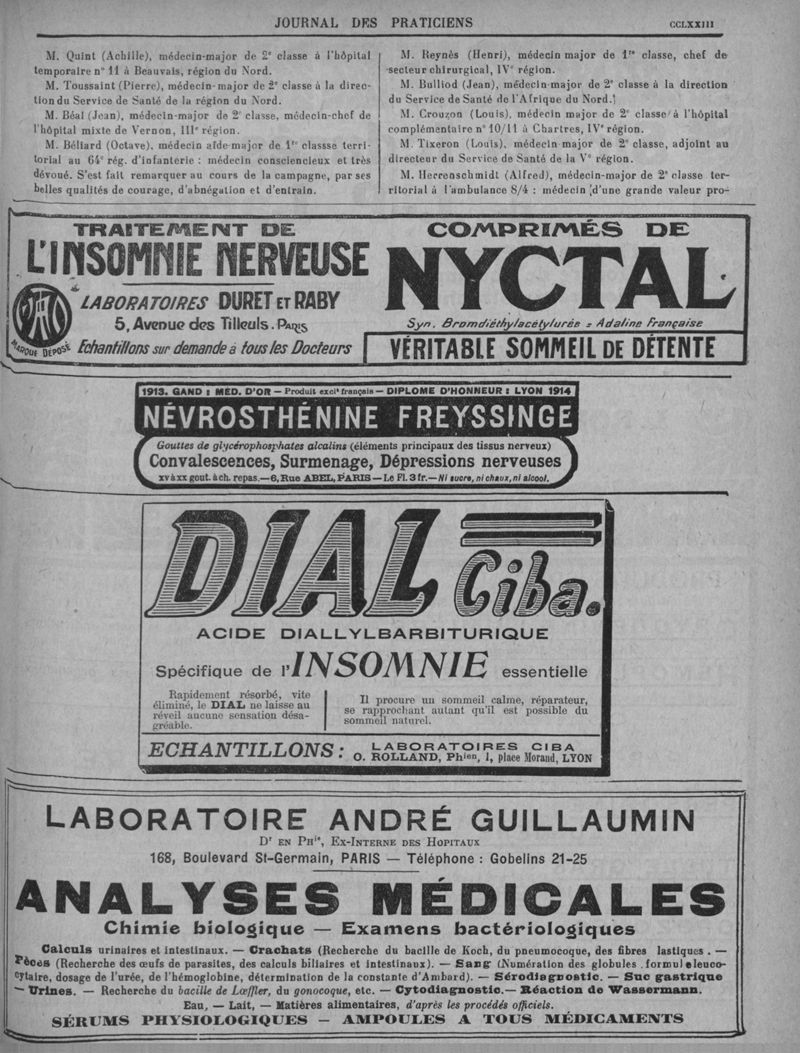 JOURNAL DES PRATICIENS
CCLXXIII
M. Quint (Achille), médecin-major de 2e classe à l'hôpital
temporaire n° 11 à Beauvais, région du Nord.
M. Toussaint (Pierre), médecin-major de 2e classe à la direc-
tion du Service de Santé de la région du Nord.
M. Béal (Jean), médecin-major de 2e classe, médecin-chef de
l'hôpital mixte de Vernon, IIIe région.
M. Béliard (Octave), médecin aide-major de 1re classse terri-
torial au 64e rég. d'infanterie : médecin consciencieux et très
dévoué. S'est fait remarquer au cours de la campagne, par ses
belles qualités de courage, d'abnégation et d'entrain.
M. Reynès (Henri), médecin major de 1re classe, chef de
secteur chirurgical, IVe région.
M. Bulliod (Jean), médecin-major de 2e classe à la direction
du Service de Santé de l'Afrique du Nord.
M. Crouzon (Louis), médecin major de 2e classe à l'hôpital
complémentaire n° 10/11 à Chartres, IVe région.
M. Tixeron (Louis), médecin major de 2e classe, adjoint au
directeur du Service de Santé de la Ve région.
M. Herrenschmidt (Alfred), médecin-major de 2e classe ter-
ritorial à l'ambulance 8/4 : médecin d'une grande valeur pro-
TRAITEMENT DE
L'INSOMNIE NERVEUSE
LABORATOIRES DURET ET RABY
5, Avenue des Tilleuls. PARIS
MARQUE DÉPOSÉ
Echantillons sur demande à tous les Docteurs
COMPRIMÉS DE
NYCTAL
Syn. Bromdiéthylacétylurée = Adaline Française
VÉRITABLE SOMMEIL DE DÉTENTE
1913. GAND : MÉD. D'OR — Produit exclt français — DIPLOME D'HONNEUR : LYON 1914
NÉVROSTHÉNINE FREYSSINGE
Gouttes de glycérophosphates alcalins (éléments principaux des tissus nerveux)
Convalescences, Surmenage, Dépressions nerveuses
XV à XX gout. à ch. repas. — 6, Rue ABEL, PARIS — Le Fl. 3 fr. — Ni sucre, ni chaux, ni alcool.
DIAL Ciba.
ACIDE DIALLYLBARBITURIQUE
Spécifique de l'INSOMNIE essentielle
Rapidement résorbé, vite
éliminé, le DIAL ne laisse au
réveil aucune sensation désa-
gréable.
Il procure un sommeil calme, réparateur,
se rapprochant autant qu'il est possible du
sommeil naturel.
ECHANTILLONS : LABORATOIRES CIBA
O. ROLLAND, Phien, 1, place Morand, LYON
LABORATOIRE ANDRÉ GUILLAUMIN
Dr EN Phie, EX-INTERNE DES HOPITAUX
168, Boulevard St-Germain, PARIS — Téléphone : Gobelins 21-25
ANALYSES MÉDICALES
Chimie biologique — Examens bactériologiques
Calculs urinaires et intestinaux. — Crachats (Recherche du bacille de Koch, du pneumocoque, des fibres lastiques . —
Fèces (Recherche des œufs de parasites, des calculs biliaires et intestinaux). — Sang (Numération des globules . formule leuco-
cytaire, dosage de l'urée, de l'hémoglobine, détermination de la constante d'Ambard). — Sérodiagnostic. — Suc gastrique
— Urines. — Recherche du bacille de Lœffler, du gonocoque, etc. — Cytodiagnostic. — Réaction de Wassermann.
Eau, — Lait, — Matières alimentaires, d'après les procédés officiels.
SÉRUMS PHYSIOLOGIQUES — AMPOULES A TOUS MÉDICAMENTS